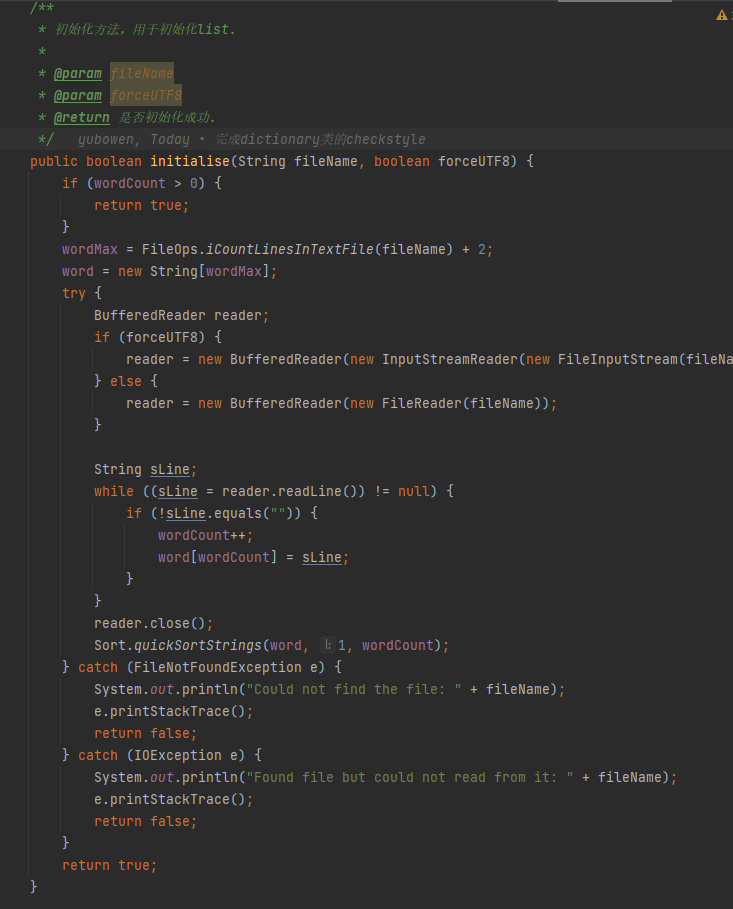 /**
 * 初始化方法，用于初始化list.
 *
 * @param fileName
 * @param forceUTF8
 * @return 是否初始化成功.
 */   yubowen, Today • 完成dictionary类的checkstyle
public boolean initialise(String fileName, boolean forceUTF8) {
    if (wordCount > 0) {
        return true;
    }
    wordMax = FileOps.iCountLinesInTextFile(fileName) + 2;
    word = new String[wordMax];
    try {
        BufferedReader reader;
        if (forceUTF8) {
            reader = new BufferedReader(new InputStreamReader(new FileInputStream(fileNa
        } else {
            reader = new BufferedReader(new FileReader(fileName));
        }
        String sLine;
        while ((sLine = reader.readLine()) != null) {
            if (!sLine.equals("")) {
                wordCount++;
                word[wordCount] = sLine;
            }
        }
        reader.close();
        Sort.quickSortStrings(word, l: 1, wordCount);
    } catch (FileNotFoundException e) {
        System.out.println("Could not find the file: " + fileName);
        e.printStackTrace();
        return false;
    } catch (IOException e) {
        System.out.println("Found file but could not read from it: " + fileName);
        e.printStackTrace();
        return false;
    }
    return true;
}